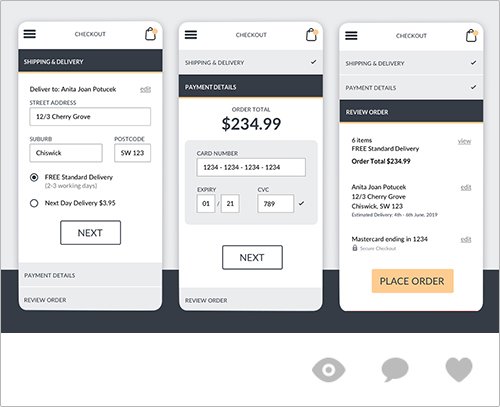 CHECKOUT
SHIPPING & DELIVERY
Deliver to: Anita Joan Potucek edit
STREET ADDRESS
12/3 Cherry Grove
SUBURB POSTCODE
Chiswick SW 123
FREE Standard Delivery
(2-3 working days)
Next Day Delivery $3.95
NEXT
PAYMENT DETAILS
REVIEW ORDER
CHECKOUT
SHIPPING & DELIVERY
PAYMENT DETAILS
ORDER TOTAL
$234.99
CARD NUMBER
1234 - 1234 - 1234 - 1234
EXPIRY CVC
01 / 21 789
NEXT
REVIEW ORDER
CHECKOUT
SHIPPING & DELIVERY
PAYMENT DETAILS
REVIEW ORDER
6 items view
FREE Standard Delivery
Order Total $234.99
Anita Joan Potucek edit
12/3 Cherry Grove
Chiswick, SW 123
Estimated Delivery: 4th - 6th June, 2019
Mastercard ending in 1234 edit
Secure Checkout
PLACE ORDER